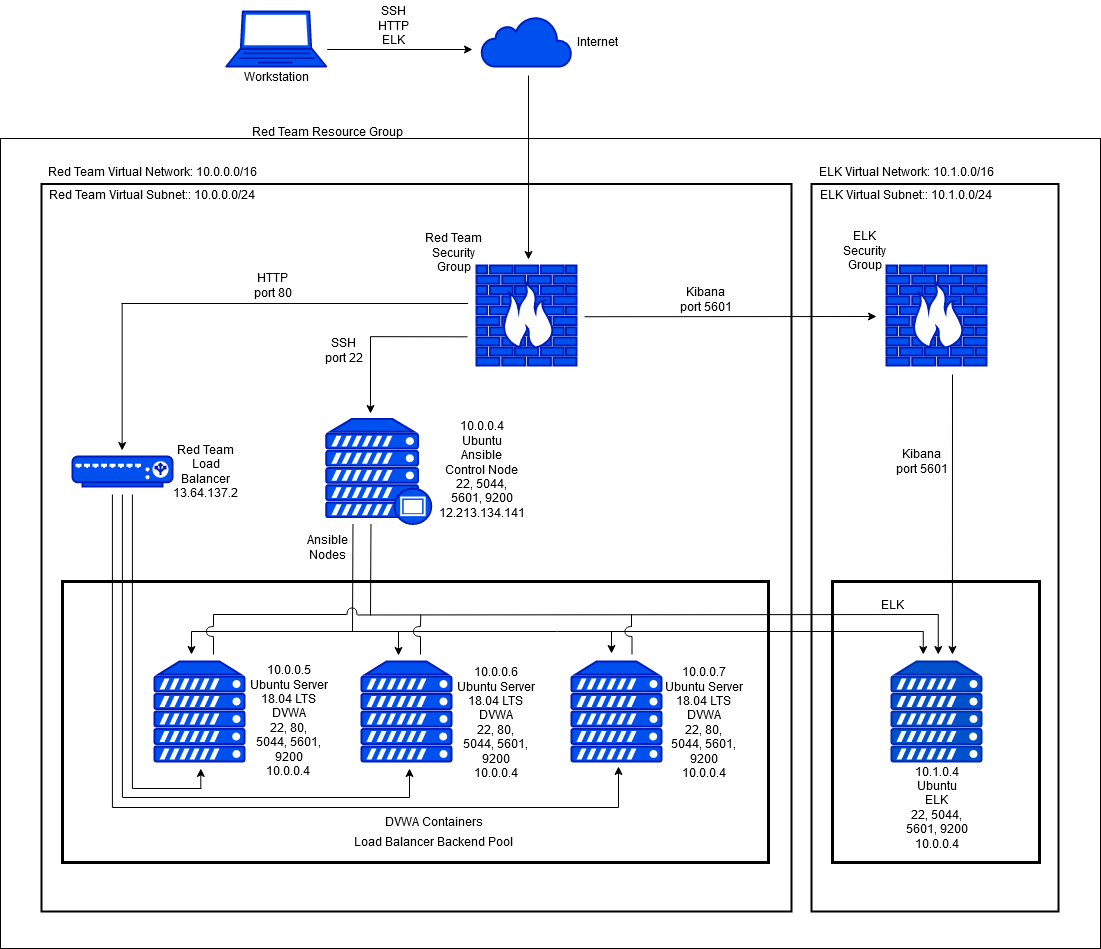 SSH
HTTP
ELK
Internet
Workstation
Red Team Resource Group
Red Team Virtual Network: 10.0.0.0/16
Red Team Virtual Subnet:: 10.0.0.0/24
ELK Virtual Network: 10.1.0.0/16
ELK Virtual Subnet:: 10.1.0.0/24
Red Team
Security
Group
ELK
Security
Group
HTTP
port 80
Kibana
port 5601
SSH
port 22
Red Team
Load
Balancer
13.64.137.2
10.0.0.4
Ubuntu
Ansible
Control Node
22, 5044,
5601, 9200
12.213.134.141
Kibana
port 5601
Ansible
Nodes
ELK
10.0.0.5
Ubuntu Server
18.04 LTS
DVWA
22, 80,
5044, 5601,
9200
10.0.0.4
10.0.0.6
Ubuntu Server
18.04 LTS
DVWA
22, 80,
5044, 5601,
9200
10.0.0.4
10.0.0.7
Ubuntu Server
18.04 LTS
DVWA
22, 80,
5044, 5601,
9200
10.0.0.4
10.1.0.4
Ubuntu
ELK
22, 5044,
5601, 9200
10.0.0.4
DVWA Containers
Load Balancer Backend Pool